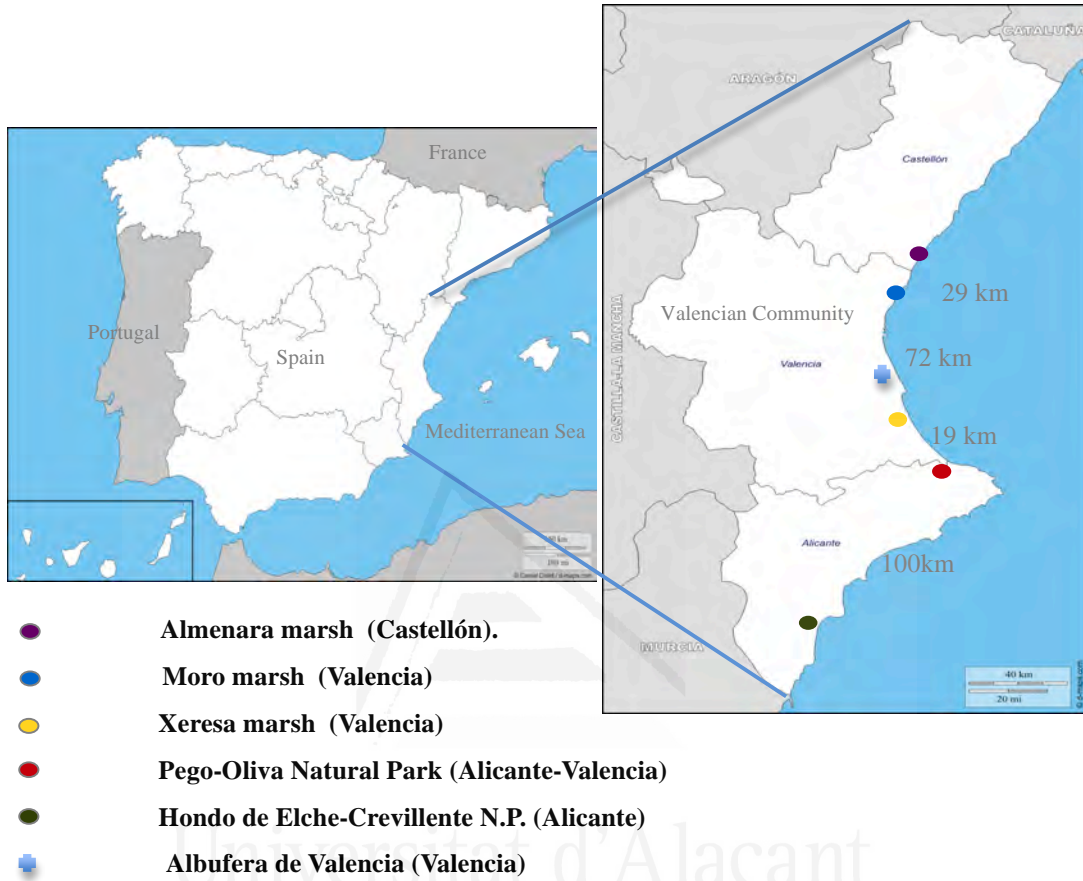 France
Portugal
Spain
Mediterranean Sea
CATALUÑA
ARAGÓN
Castellón
29 km
Valencian Community
CASTILLA-LA MANCHA
Valencia
72 km
19 km
Alicante
100km
MURCIA
40 km
20 mi
© d-maps.com
Almenara marsh (Castellón).
Moro marsh (Valencia)
Xeresa marsh (Valencia)
Pego-Oliva Natural Park (Alicante-Valencia)
Hondo de Elche-Crevillente N.P. (Alicante)
Albufera de Valencia (Valencia)
Universitat d'Alacant